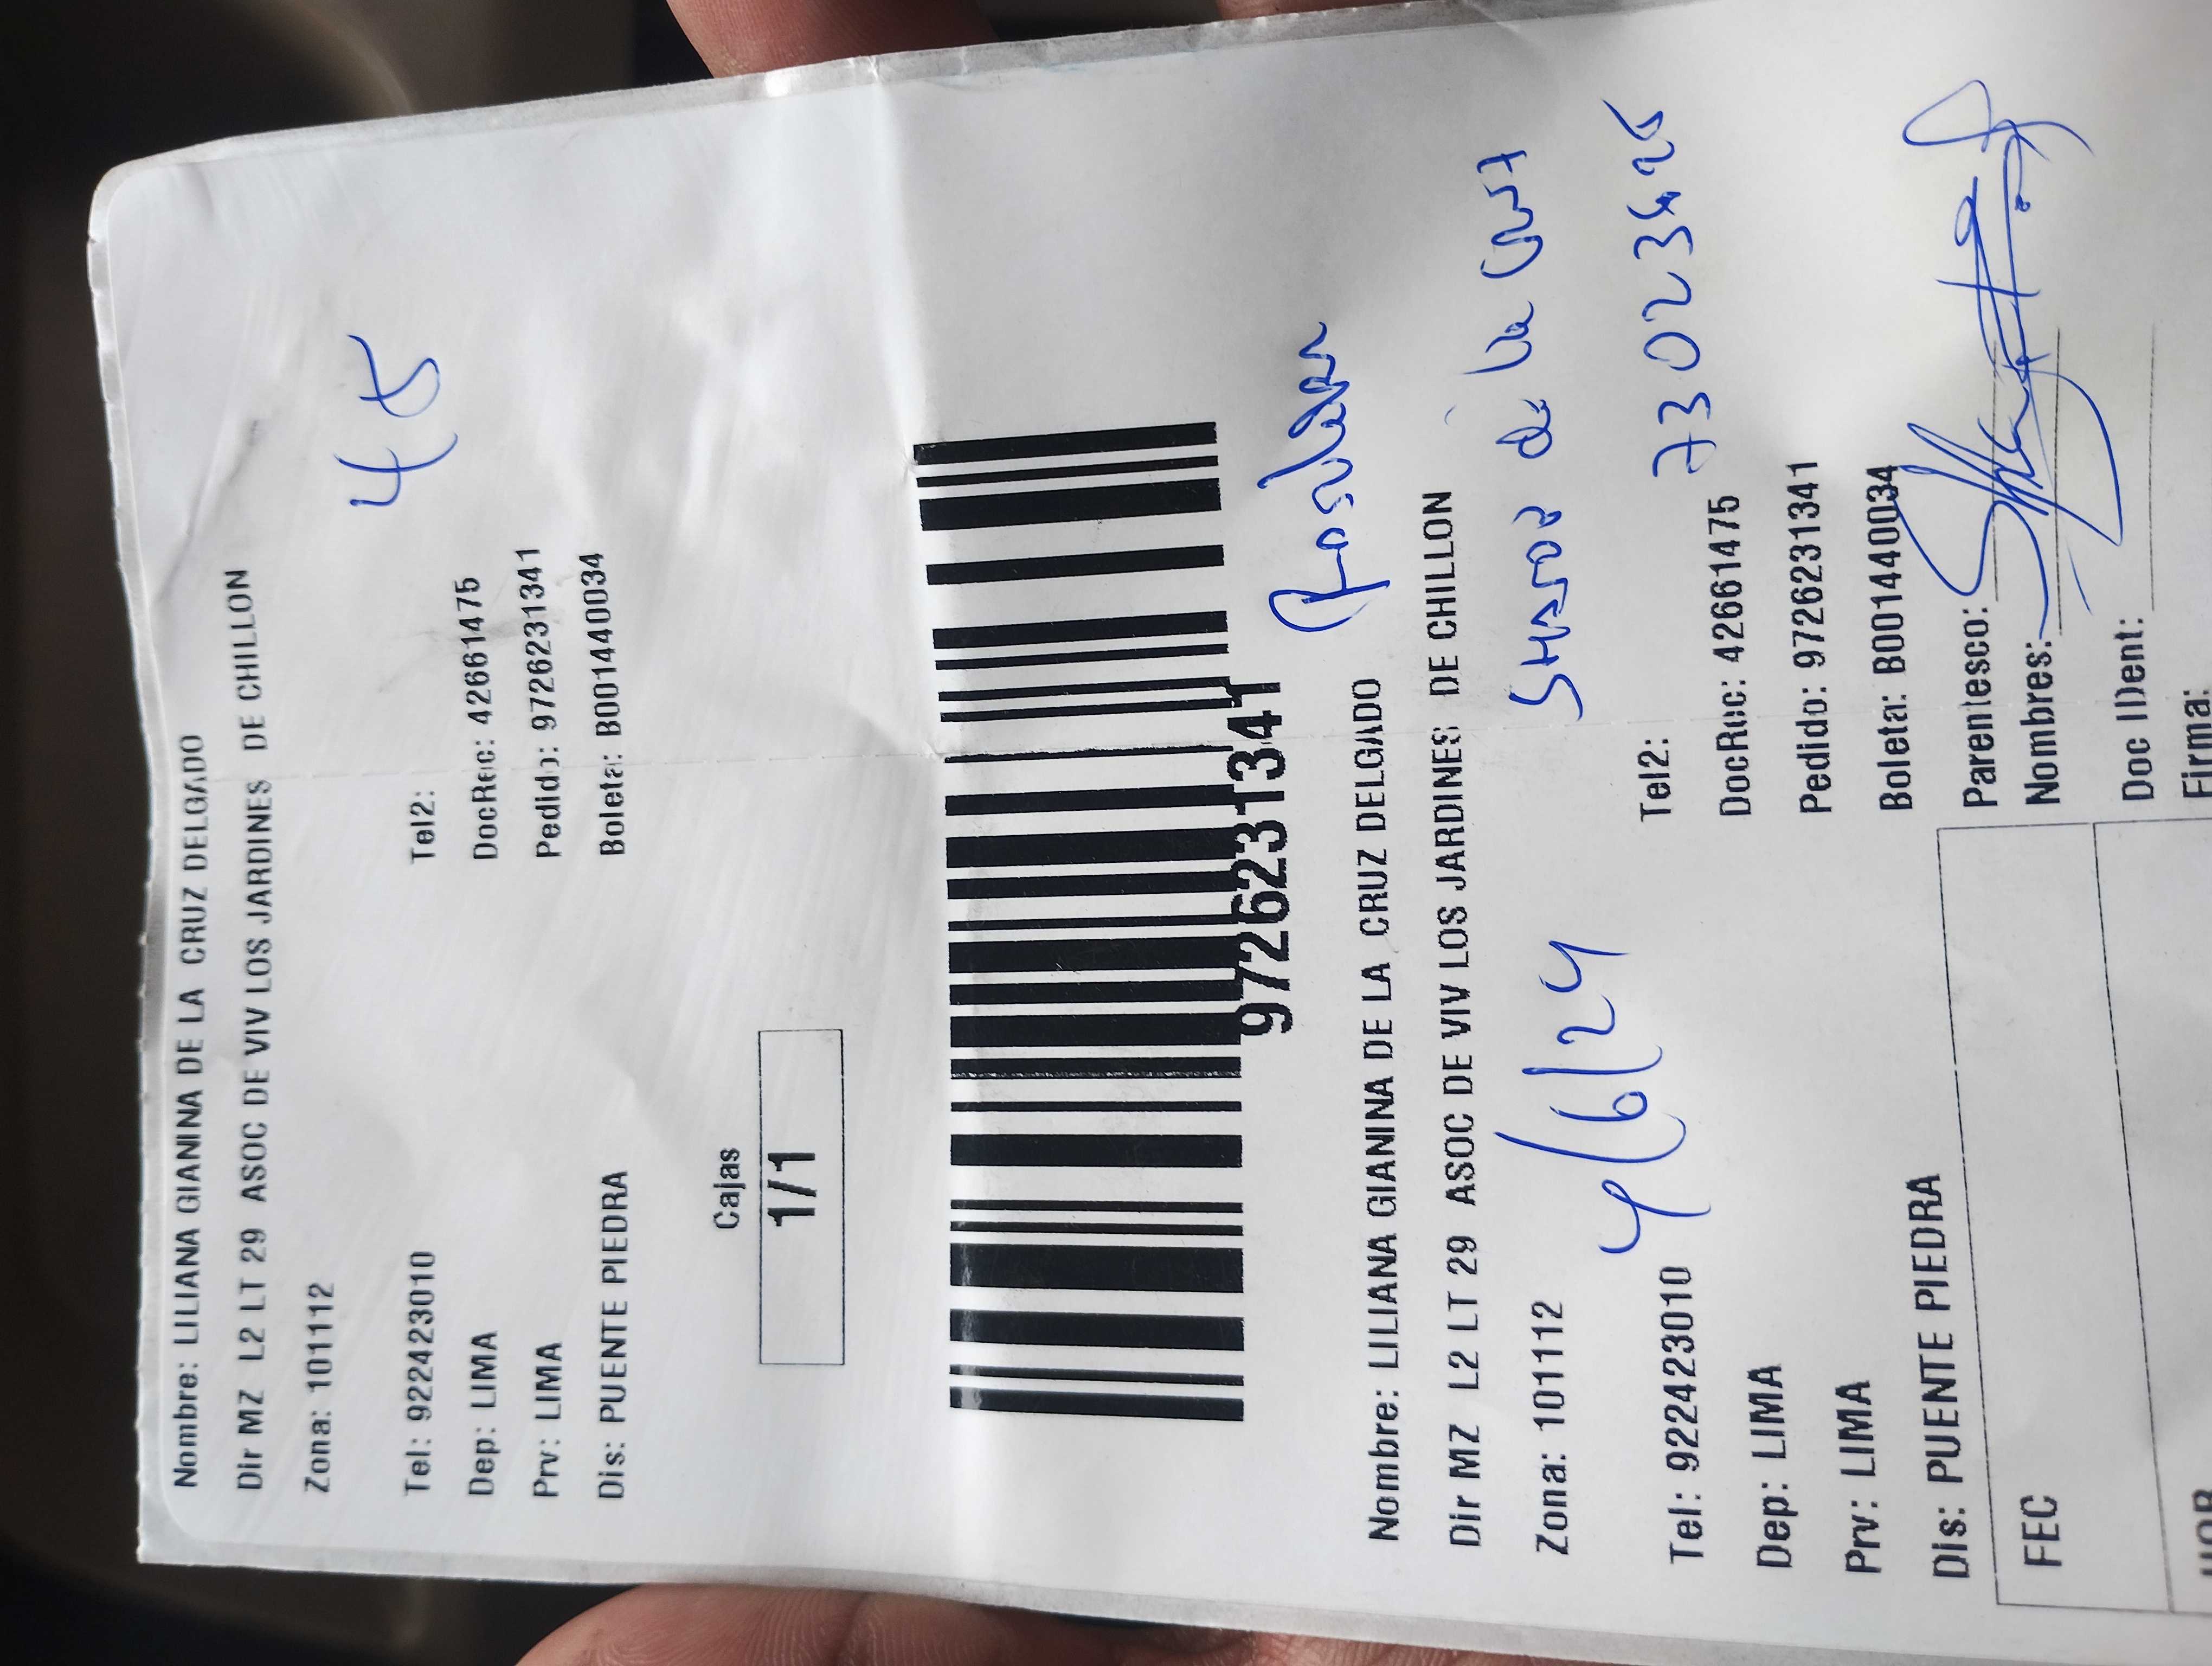 Nombre: LILIANA GIANINA DE LA CRUZ DELGADO
Dir MZ L2 LT 29 ASOC DE VIV LOS JARDINES DE CHILLON
Zona: 101112
45
Tel: 922423010 Tel2:
Dep: LIMA DocRec: 42661475
Prv: LIMA Pedido: 9726231341
Dis: PUENTE PIEDRA Boleta: B001440034
Cajas
1/1
9726231341
Nombre: LILIANA GIANINA DE LA CRUZ DELGADO
Dir MZ L2 LT 29 ASOC DE VIV LOS JARDINES DE CHILLON
Zona: 101112
de la Cruz
4/6/24
Tel: 922423010 Tel2:
Dep: LIMA DocRec: 42661475
Prv: LIMA Pedido: 9726231341
Dis: PUENTE PIEDRA Boleta: B001440034
Parentesco:
FEC Nombres:
Doc IDent:
HOR Firma: